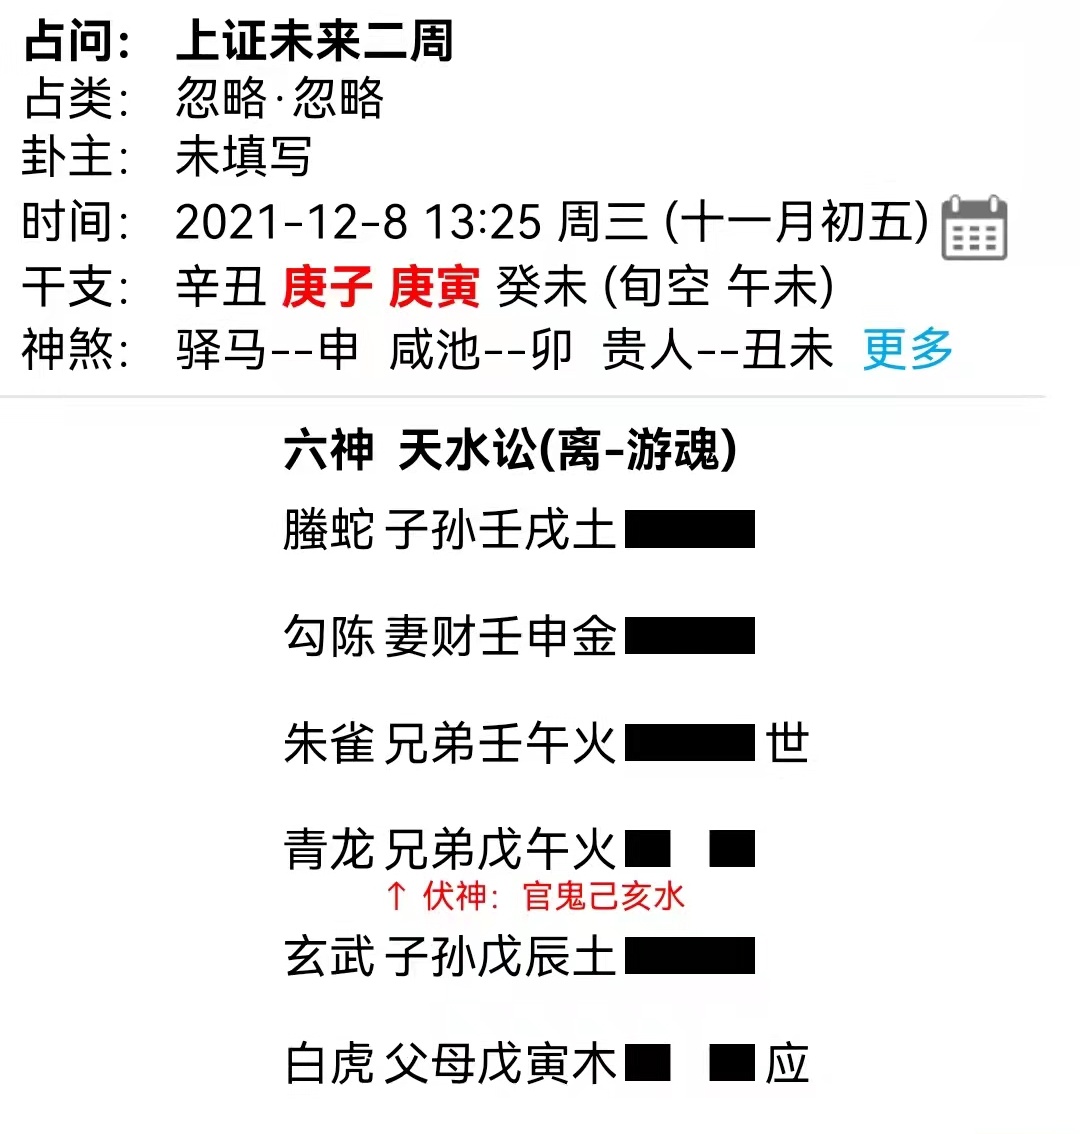 占问： 上证未来二周
占类： 忽略·忽略
卦主： 未填写
时间： 2021-12-8 13:25 周三 (十一月初五)
干支： 辛丑 庚子 庚寅 癸未 (旬空 午未)
神煞： 驿马--申 咸池--卯 贵人--丑未 更多
六神 天水讼(离-游魂)
螣蛇 子孙壬戌土
勾陈 妻财壬申金
朱雀 兄弟壬午火 世
青龙 兄弟戊午火
↑ 伏神：官鬼己亥水
玄武 子孙戊辰土
白虎 父母戊寅木 应